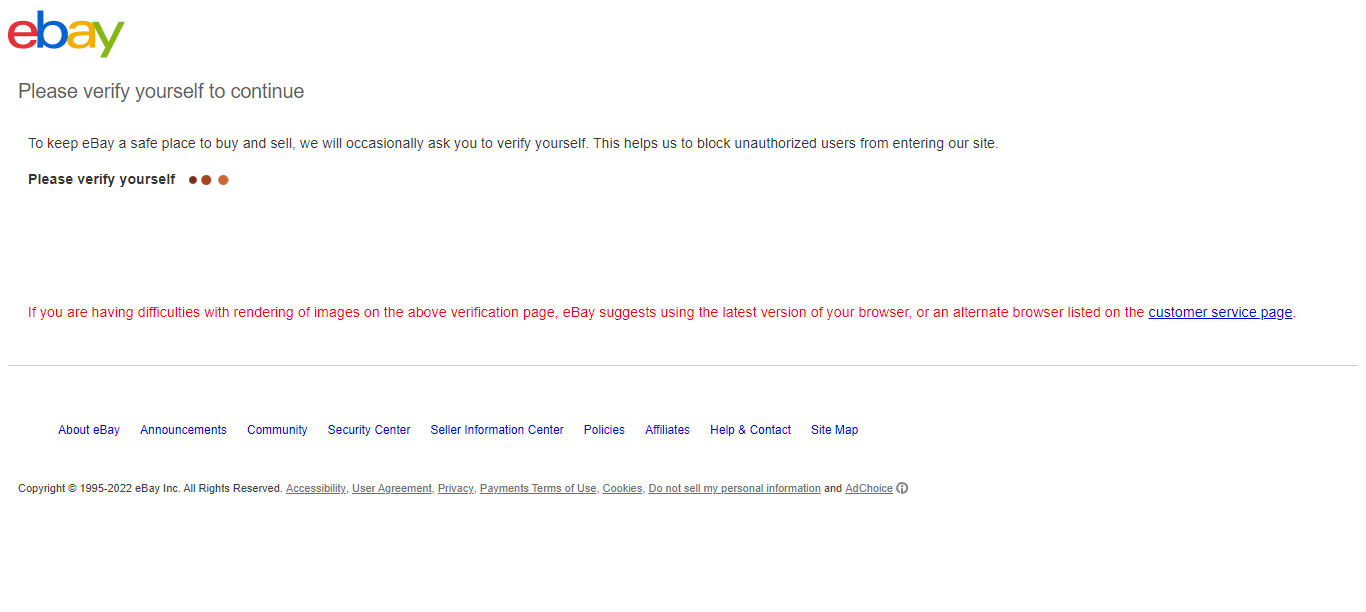 ebay
Please verify yourself to continue
To keep eBay a safe place to buy and sell, we will occasionally ask you to verify yourself. This helps us to block unauthorized users from entering our site.
Please verify yourself
If you are having difficulties with rendering of images on the above verification page, eBay suggests using the latest version of your browser, or an alternate browser listed on the customer service page.
About eBay Announcements Community Security Center Seller Information Center Policies Affiliates Help & Contact Site Map
Copyright © 1995-2022 eBay Inc. All Rights Reserved. Accessibility, User Agreement, Privacy, Payments Terms of Use, Cookies, Do not sell my personal information and AdChoice